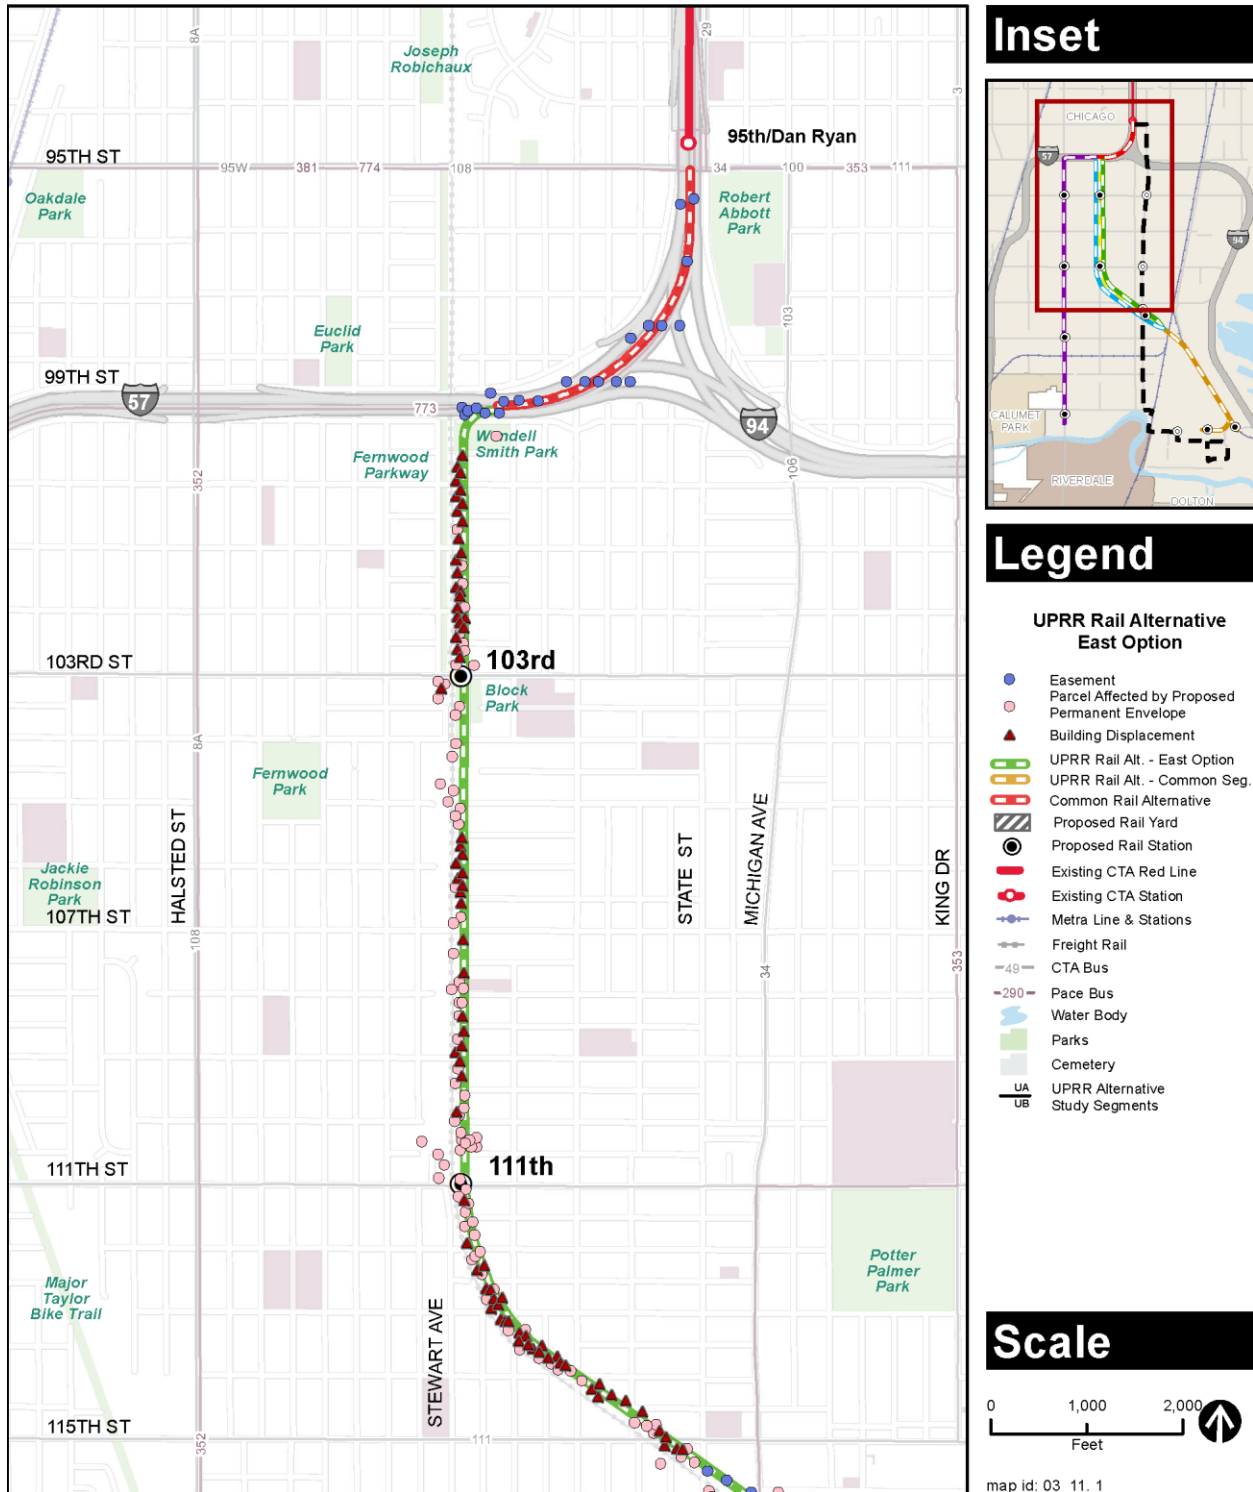 Joseph
Robichaux
8A
29
3
95th/Dan Ryan
95TH ST
95W
381
774
108
34
100
353
111
Oakdale
Park
Robert
Abbott
Park
Euclid
Park
103
99TH ST
57
773
94
Wendell
Smith Park
Fernwood
Parkway
352
106
103RD ST
103rd
Block
Park
8A
Fernwood
Park
HALSTED ST
STATE ST
MICHIGAN AVE
KING DR
Jackie
Robinson
Park
107TH ST
108
34
353
111TH ST
111th
Potter
Palmer
Park
Major
Taylor
Bike Trail
STEWART AVE
115TH ST
352
111
Inset
CHICAGO
57
94
CALUMET
PARK
RIVERDALE
DOLTON
Legend
UPRR Rail Alternative
East Option
Easement
Parcel Affected by Proposed
Permanent Envelope
Building Displacement
UPRR Rail Alt. - East Option
UPRR Rail Alt. - Common Seg.
Common Rail Alternative
Proposed Rail Yard
Proposed Rail Station
Existing CTA Red Line
Existing CTA Station
Metra Line & Stations
Freight Rail
49 CTA Bus
290 Pace Bus
Water Body
Parks
Cemetery
UA
UB
UPRR Alternative
Study Segments
Scale
0 1,000 2,000
Feet
map id: 03_11. 1